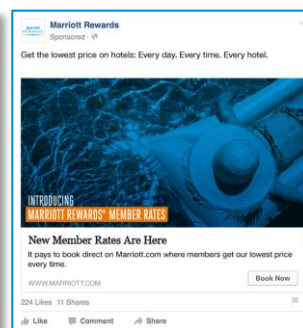 Marriott Rewards
Sponsored ·
Get the lowest price on hotels: Every day. Every time. Every hotel.
INTRODUCING
MARRIOTT REWARDS® MEMBER RATES
New Member Rates Are Here
It pays to book direct on Marriott.com where members get our lowest price
every time.
WWW.MARRIOTT.COM
Book Now
224 Likes 11 Shares
Like Comment Share